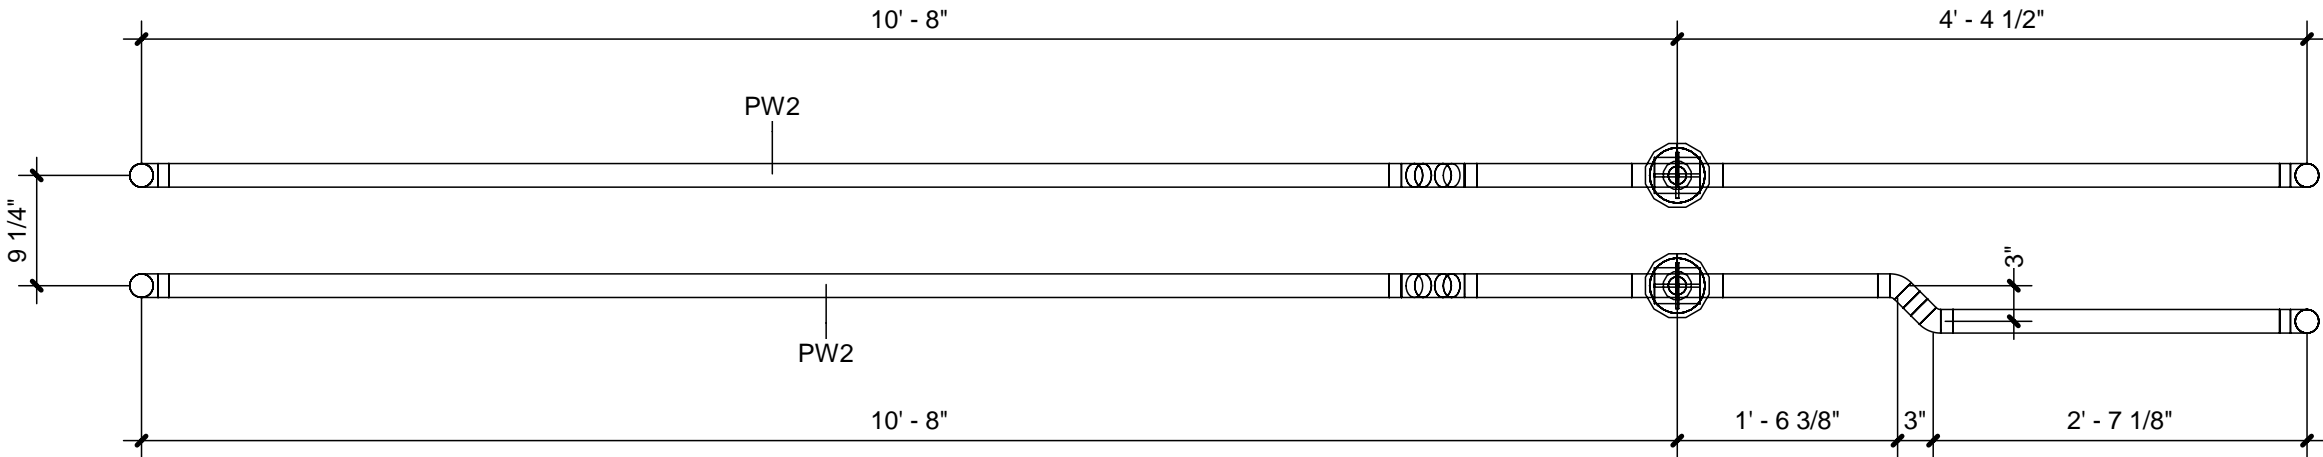 10' - 8"
4' - 4 1/2"
PW2
9 1/4"
3"
PW2
10' - 8"
1' - 6 3/8"
3"
2' - 7 1/8"